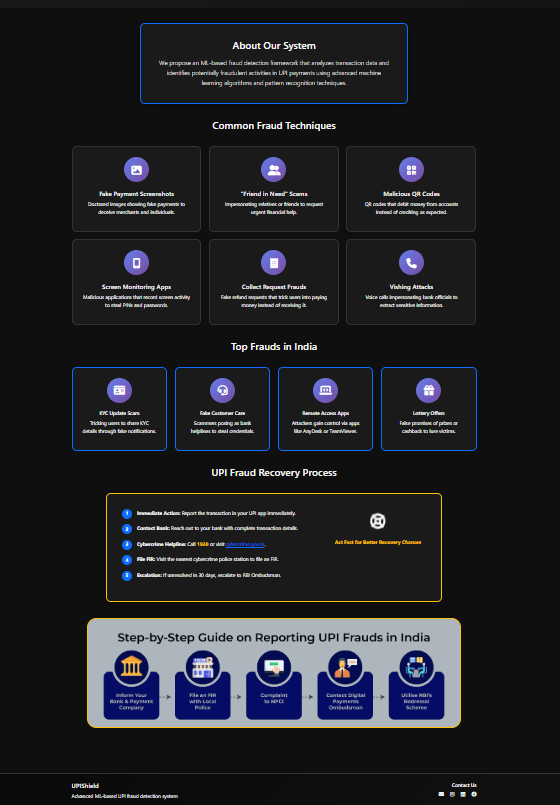 About Our System
We propose an ML-based fraud detection framework that analyzes transaction data and
identifies potentially fraudulent activities in UPI payments using advanced machine
learning algorithms and pattern recognition techniques.
Common Fraud Techniques
Fake Payment Screenshots
Doctored images showing fake payments to
deceive merchants and individuals.
"Friend in Need" Scams
Impersonating relatives or friends to request
urgent financial help.
Malicious QR Codes
QR codes that debit money from accounts
instead of crediting as expected.
Screen Monitoring Apps
Malicious applications that record screen activity
to steal PINs and passwords.
Collect Request Frauds
Fake refund requests that trick users into paying
money instead of receiving it.
Vishing Attacks
Voice calls impersonating bank officials to
extract sensitive information.
Top Frauds in India
KYC Update Scam
Tricking users to share KYC
details through fake notifications.
Fake Customer Care
Scammers posing as bank
helplines to steal credentials.
Remote Access Apps
Attackers gain control via apps
like AnyDesk or TeamViewer.
Lottery Offers
False promises of prizes or
cashback to lure victims.
UPI Fraud Recovery Process
1 Immediate Action: Report the transaction in your UPI app immediately.
2 Contact Bank: Reach out to your bank with complete transaction details.
3 Cybercrime Helpline: Call 1930 or visit cybercrime.gov.in.
4 File FIR: Visit the nearest cybercrime police station to file an FIR.
5 Escalation: If unresolved in 30 days, escalate to RBI Ombudsman.
Act Fast for Better Recovery Chances
Step-by-Step Guide on Reporting UPI Frauds in India
Inform Your
Bank & Payment
Company
File an FIR
with Local
Police
Complaint
to NPCI
Contact Digital
Payments
Ombudsman
Utilise RBI's
Redressal
Scheme
UPIShield
Advanced ML-based UPI fraud detection system
Contact Us